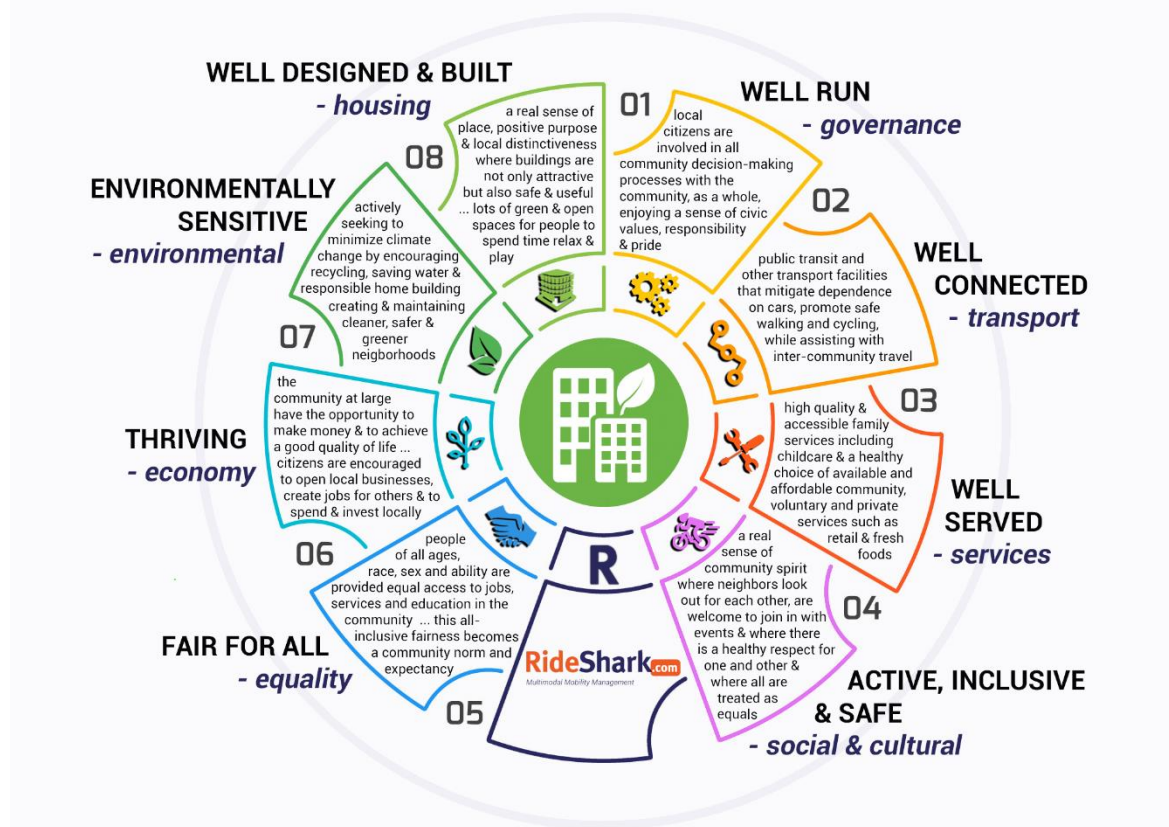 WELL DESIGNED & BUILT
- housing
08
a real sense of
place, positive purpose
& local distinctiveness
where buildings are
not only attractive
but also safe & useful
... lots of green & open
spaces for people to
spend time relax &
play
01
WELL RUN
- governance
local
citizens are
involved in all
community decision-making
processes with the
community, as a whole,
enjoying a sense of civic
values, responsibility
& pride
02
WELL
CONNECTED
- transport
public transit and
other transport facilities
that mitigate dependence
on cars, promote safe
walking and cycling,
while assisting with
inter-community travel
03
WELL
SERVED
- services
high quality &
accessible family
services including
childcare & a healthy
choice of available and
affordable community,
voluntary and private
services such as
retail & fresh
foods
04
ACTIVE, INCLUSIVE
& SAFE
- social & cultural
a real
sense of
community spirit
where neighbors look
out for each other, are
welcome to join in with
events & where there
is a healthy respect for
one and other &
where all are
treated as
equals
R
RideShark.com
Multimodal Mobility Management
05
FAIR FOR ALL
- equality
people
of all ages,
race, sex and ability are
provided equal access to jobs,
services and education in the
community ... this all-
inclusive fairness becomes
a community norm and
expectancy
06
THRIVING
- economy
the
community at large
have the opportunity to
make money & to achieve
a good quality of life ...
citizens are encouraged
to open local businesses,
create jobs for others & to
spend & invest locally
07
ENVIRONMENTALLY
SENSITIVE
- environmental
actively
seeking to
minimize climate
change by encouraging
recycling, saving water &
responsible home building
creating & maintaining
cleaner, safer &
greener
neigborhoods